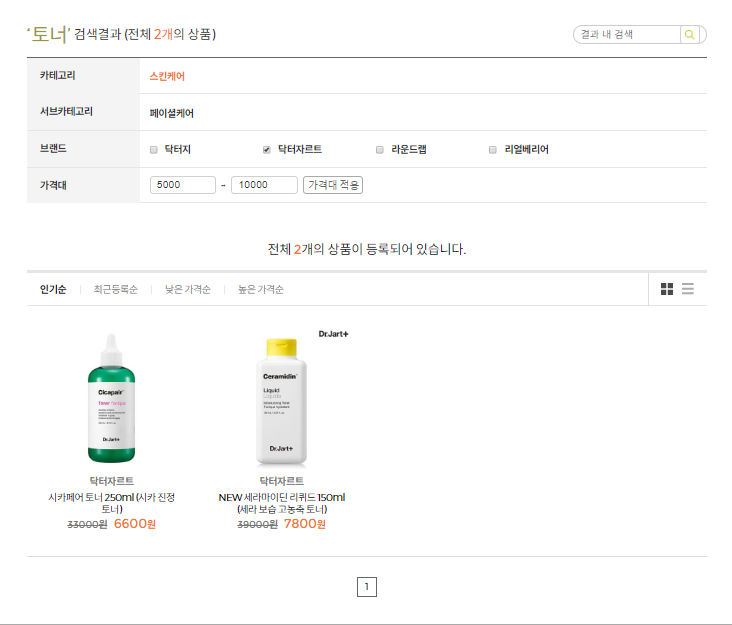 ‘토너’ 검색결과 (전체 2개의 상품)
결과 내 검색
카테고리 스킨케어
서브카테고리 페이셜케어
브랜드 닥터지 닥터자르트 라운드랩 리얼베리어
가격대 5000 ~ 10000 가격대 적용
전체 2개의 상품이 등록되어 있습니다.
인기순 최근등록순 낮은 가격순 높은 가격순
Cicapair
Toner Tonique
Dr.Jart+
Dr.Jart+
Ceramidin
Liquid
Liquide
Dr.Jart+
닥터자르트
시카페어 토너 250ml (시카 진정
토너)
33000원 6600원
닥터자르트
NEW 세라마이딘 리퀴드 150ml
(세라 보습 고농축 토너)
39000원 7800원
1